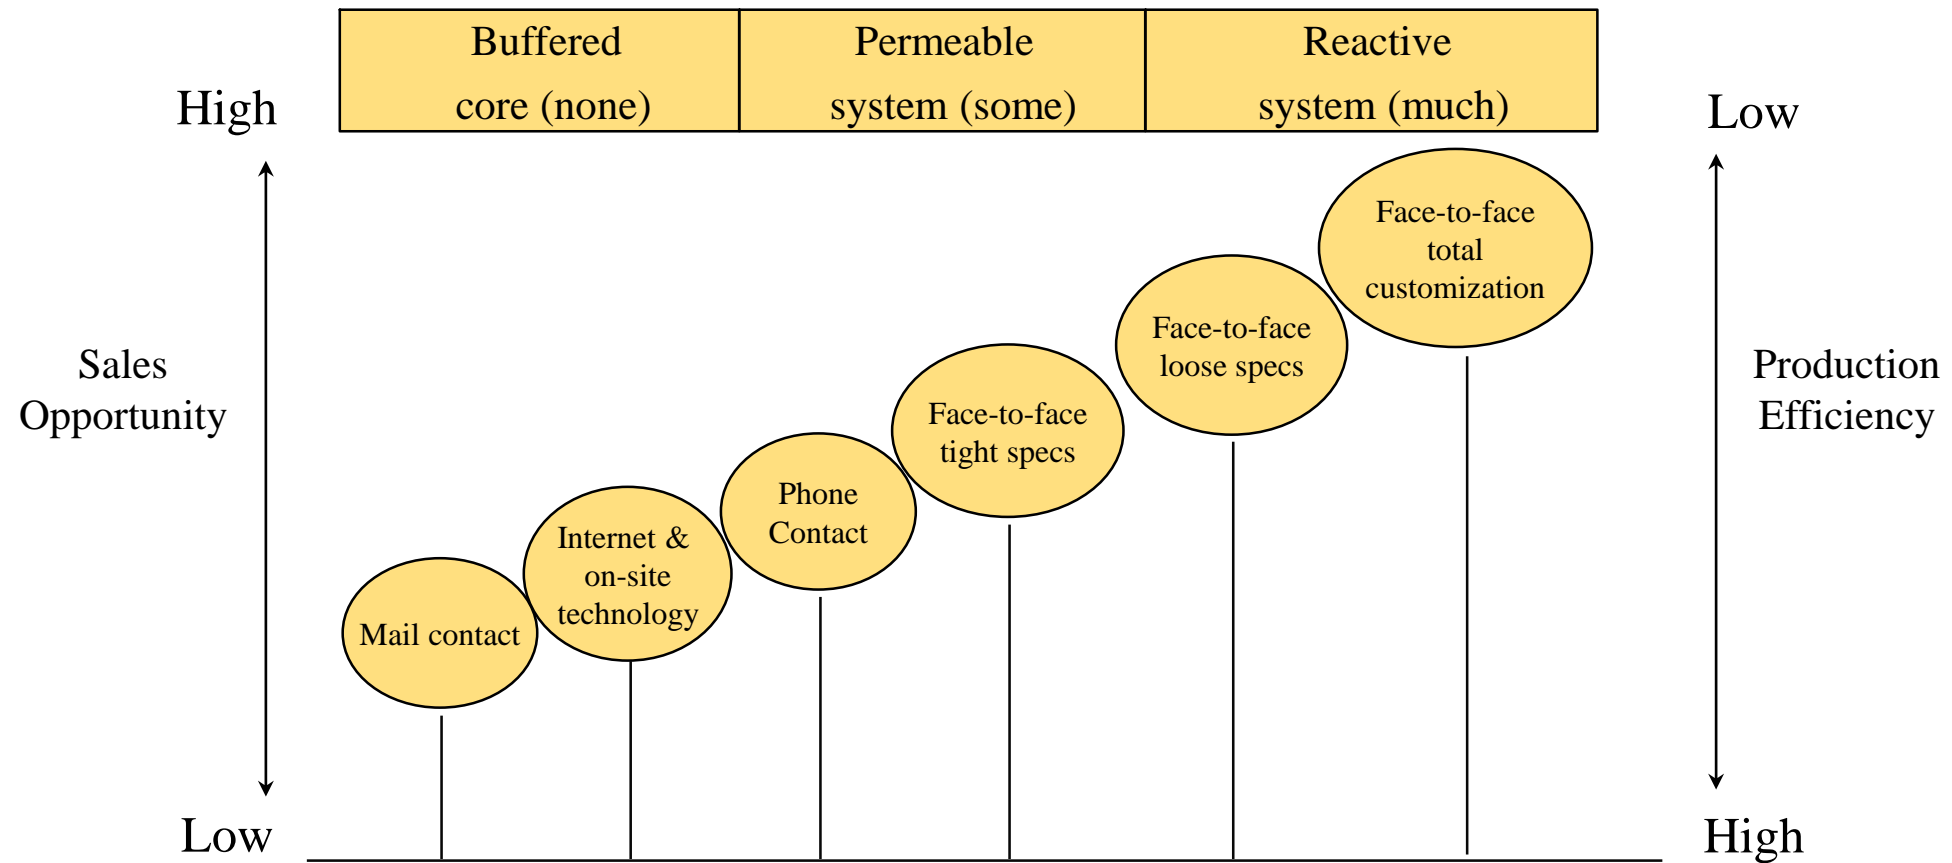 Buffered
core (none)
Permeable
system (some)
Reactive
system (much)
High
Low
Sales
Opportunity
Production
Efficiency
Face-to-face
total
customization
Face-to-face
loose specs
Face-to-face
tight specs
Phone
Contact
Internet &
on-site
technology
Mail contact
Low
High